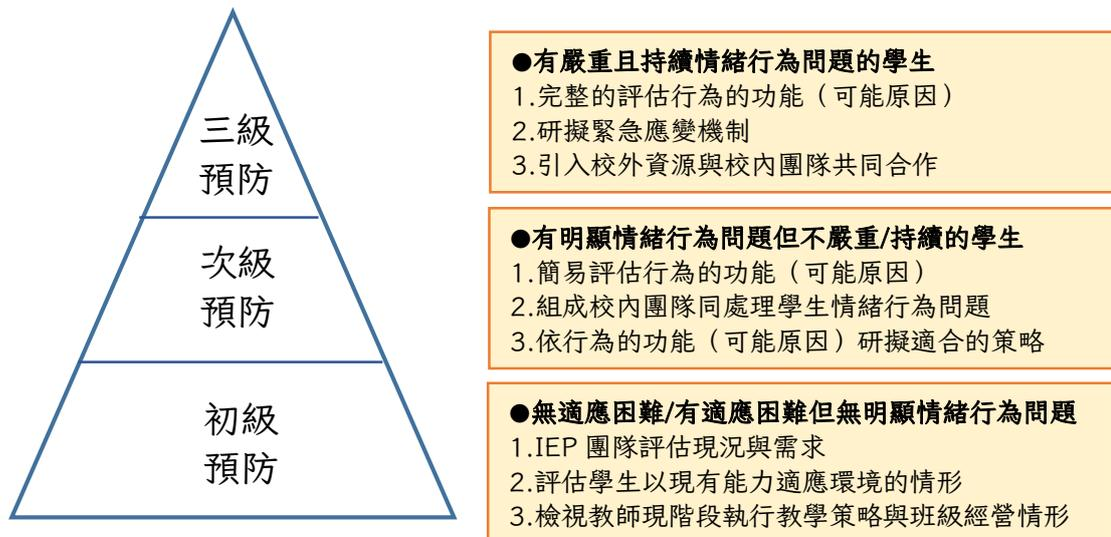 三級
預防
●有嚴重且持續情緒行為問題的學生
1.完整的評估行為的功能（可能原因）
2.研擬緊急應變機制
3.引入校外資源與校內團隊共同合作
次級
預防
●有明顯情緒行為問題但不嚴重/持續的學生
1.簡易評估行為的功能（可能原因）
2.組成校內團隊同處理學生情緒行為問題
3.依行為的功能（可能原因）研擬適合的策略
初級
預防
●無適應困難/有適應困難但無明顯情緒行為問題
1.IEP 團隊評估現況與需求
2.評估學生以現有能力適應環境的情形
3.檢視教師現階段執行教學策略與班級經營情形